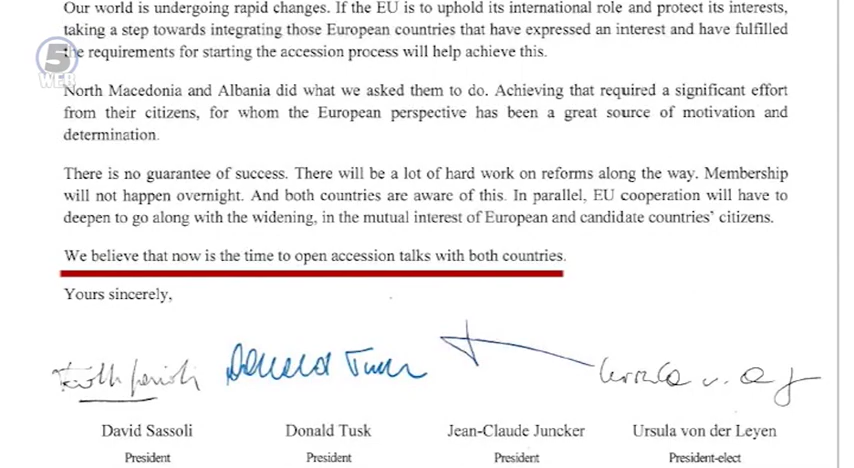 Our world is undergoing rapid changes. If the EU is to uphold its international role and protect its interests,
taking a step towards integrating those European countries that have expressed an interest and have fulfilled
the requirements for starting the accession process will help achieve this.
5
WEB
North Macedonia and Albania did what we asked them to do. Achieving that required a significant effort
from their citizens, for whom the European perspective has been a great source of motivation and
determination.
There is no guarantee of success. There will be a lot of hard work on reforms along the way. Membership
will not happen overnight. And both countries are aware of this. In parallel, EU cooperation will have to
deepen to go along with the widening, in the mutual interest of European and candidate countries' citizens.
We believe that now is the time to open accession talks with both countries.
Yours sincerely,
Donald Tusk
David Sassoli Donald Tusk Jean-Claude Juncker Ursula von der Leyen
President President President President-elect